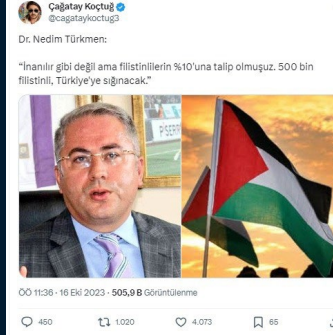 Çağatay Koçtuğ
@cagataykoctug3
Dr. Nedim Türkmen:
“İnanılır gibi değil ama filistinlilerin %10'una talip olmuşuz. 500 bin
filistinli, Türkiye'ye sığınacak.”
ÖÖ 11:36 · 16 Eki 2023 · 505,9 B Görüntülenme
450 1.020 4.073 65